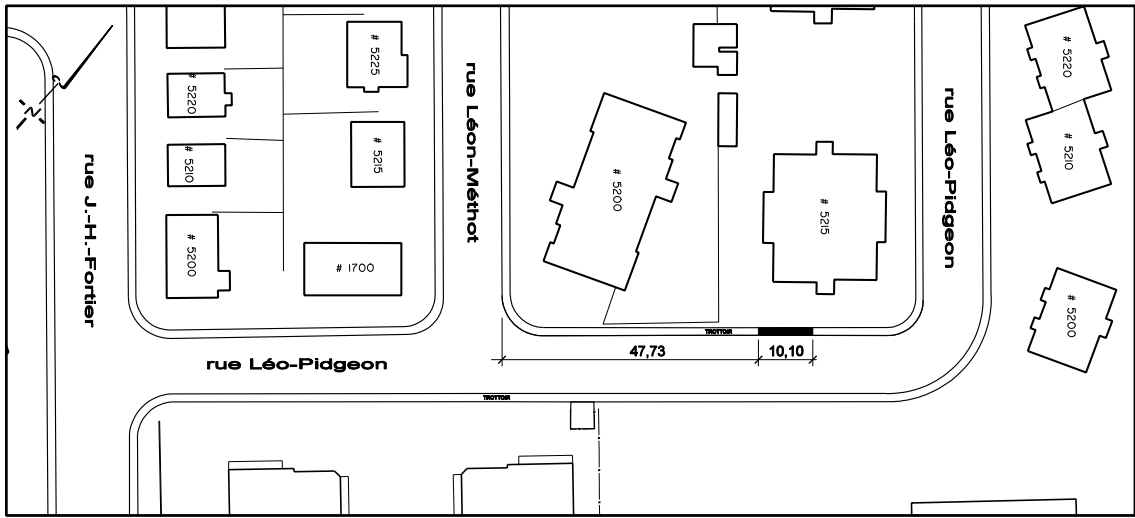 # 5220
# 5210
# 5200
# 5225
# 5215
# 1700
# 5200
# 5215
# 5220
# 5210
# 5200
rue J.-H.-Fortier
rue Léon-Méthot
rue Léo-Pidgeon
rue Léo-Pidgeon
TROTTOIR
47,73
10,10
TROTTOIR
N